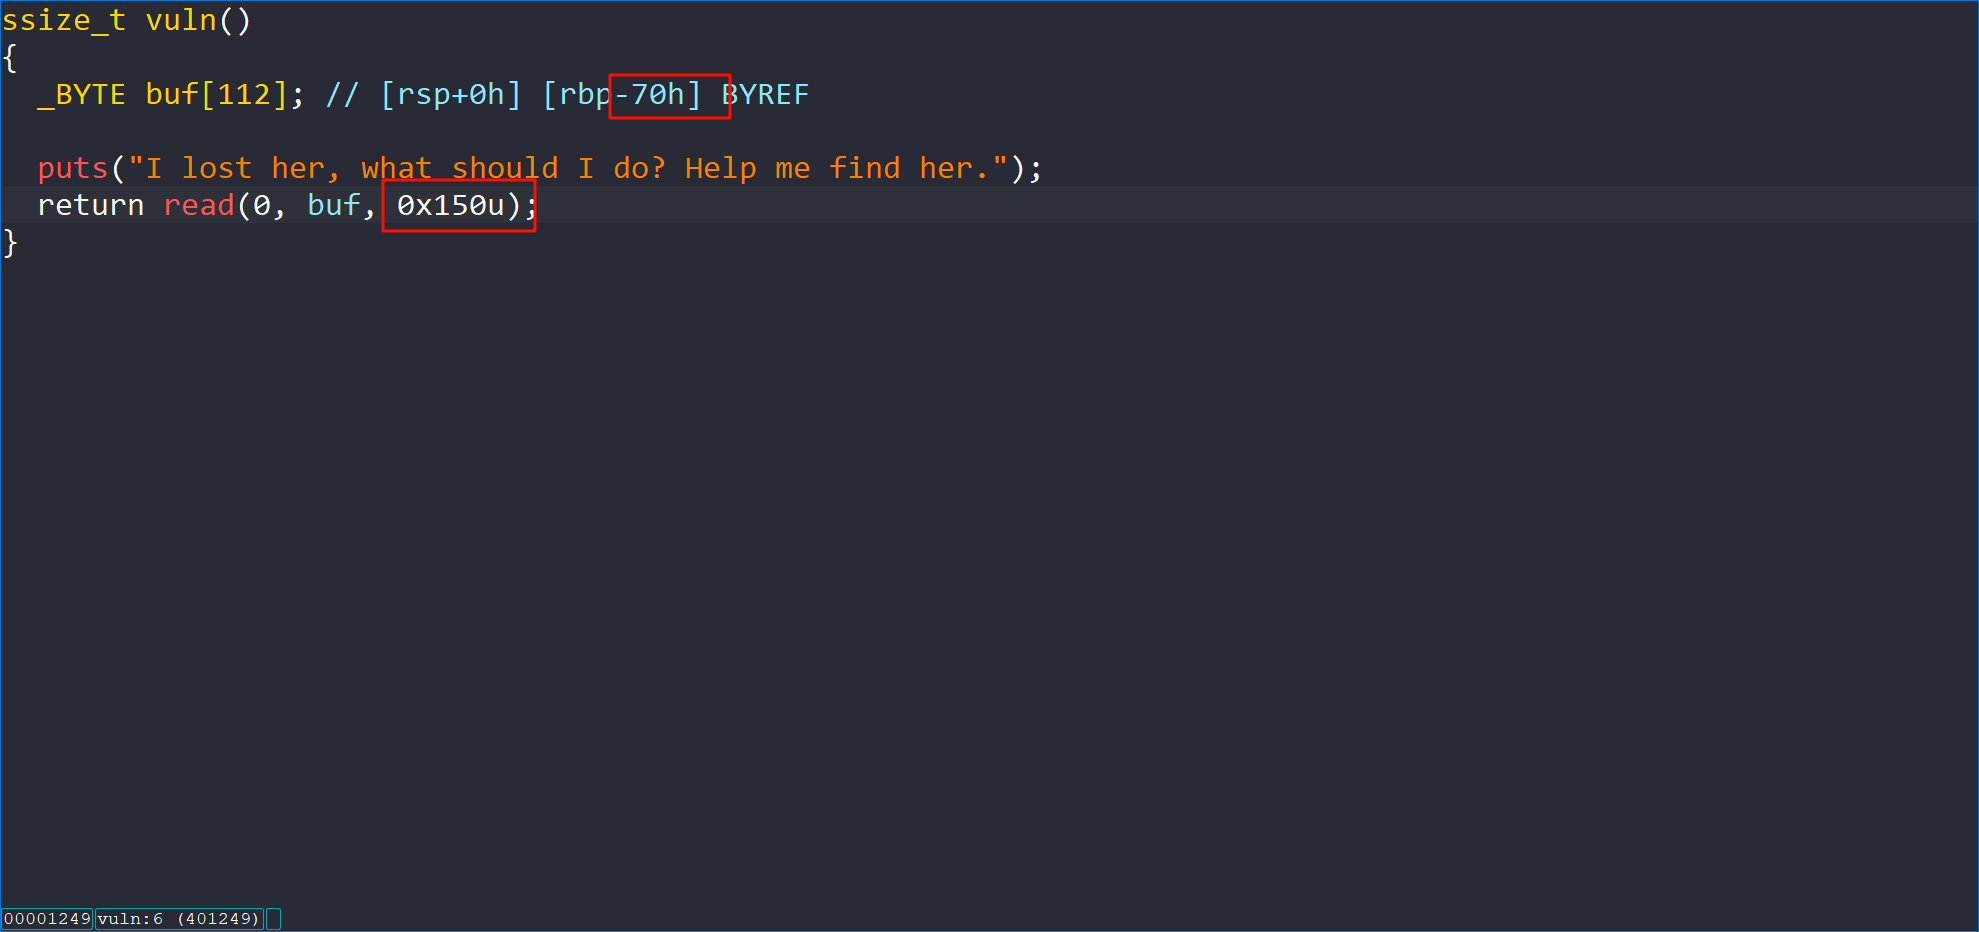 ssize_t vuln()
{
  _BYTE buf[112]; // [rsp+0h] [rbp-70h] BYREF
  puts("I lost her, what should I do? Help me find her.");
  return read(0, buf, 0x150u);
}
00001249 vuln:6 (401249)